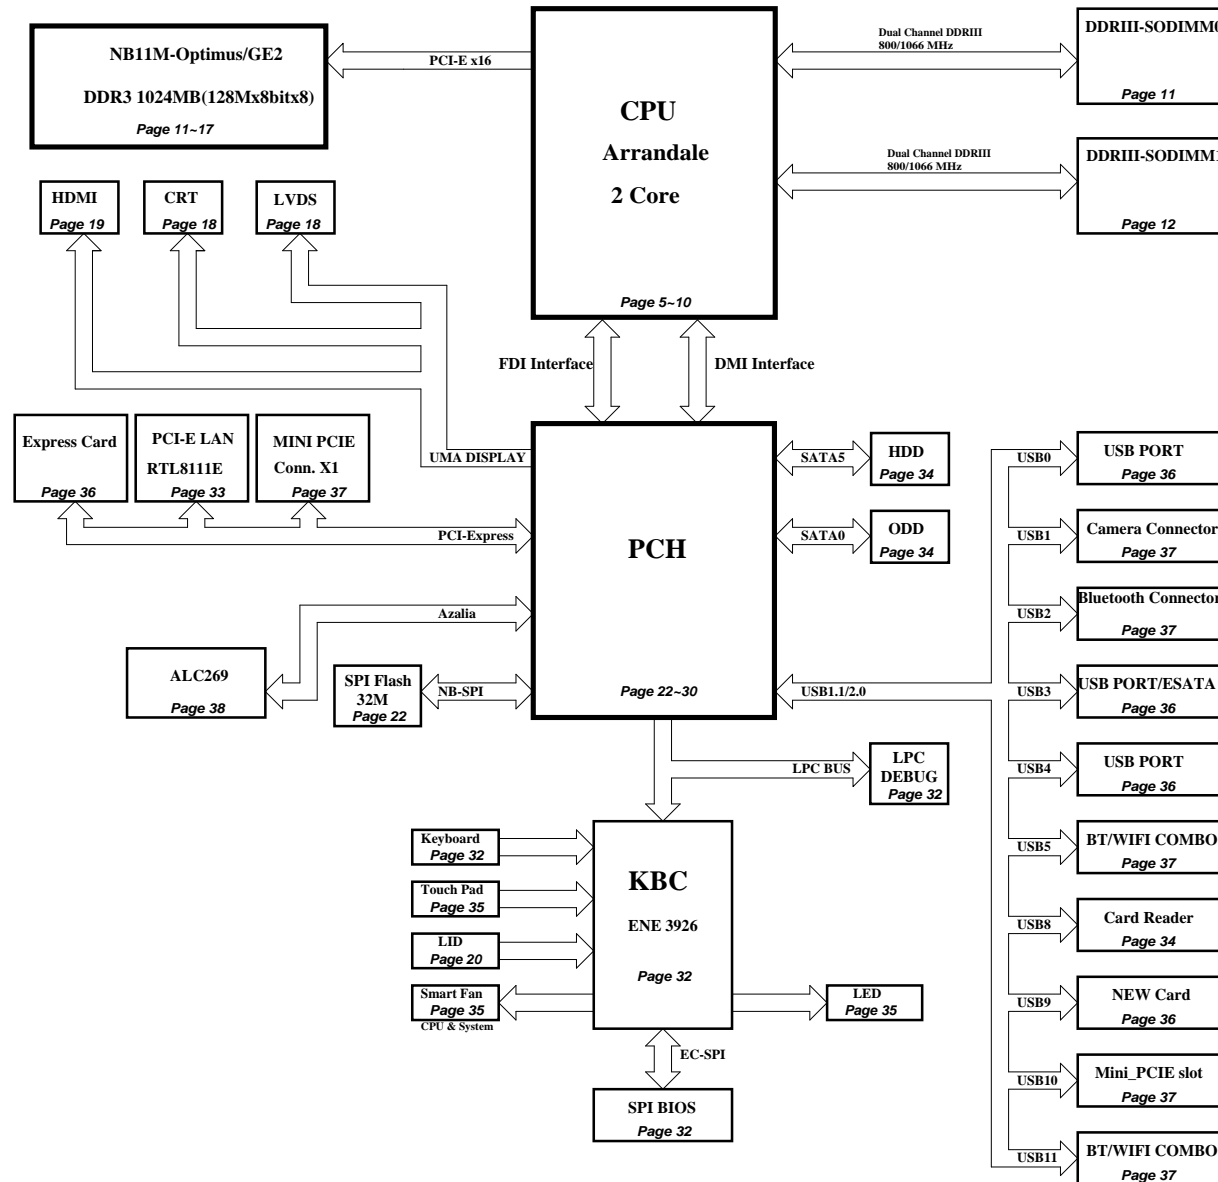 NB11M-Optimus/GE2
DDR3 1024MB(128Mx8bitx8)
Page 11~17
PCI-E x16
CPU
Arrandale
2 Core
Page 5~10
Dual Channel DDRIII
800/1066 MHz
DDRIII-SODIMM0
Page 11
Dual Channel DDRIII
800/1066 MHz
DDRIII-SODIMM1
Page 12
HDMI
Page 19
CRT
Page 18
LVDS
Page 18
FDI Interface
DMI Interface
Express Card
Page 36
PCI-E LAN
RTL8111E
Page 33
MINI PCIE
Conn. X1
Page 37
UMA DISPLAY
PCI-Express
PCH
Page 22~30
SATA5
HDD
Page 34
SATA0
ODD
Page 34
Azalia
ALC269
Page 38
SPI Flash
32M
Page 22
NB-SPI
USB1.1/2.0
USB0
USB PORT
Page 36
USB1
Camera Connector
Page 37
USB2
Bluetooth Connector
Page 37
USB3
USB PORT/ESATA
Page 36
USB4
USB PORT
Page 36
USB5
BT/WIFI COMBO
Page 37
USB8
Card Reader
Page 34
USB9
NEW Card
Page 36
USB10
Mini_PCIE slot
Page 37
USB11
BT/WIFI COMBO
Page 37
LPC BUS
LPC
DEBUG
Page 32
Keyboard
Page 32
Touch Pad
Page 35
LID
Page 20
Smart Fan
Page 35
CPU & System
KBC
ENE 3926
Page 32
LED
Page 35
EC-SPI
SPI BIOS
Page 32